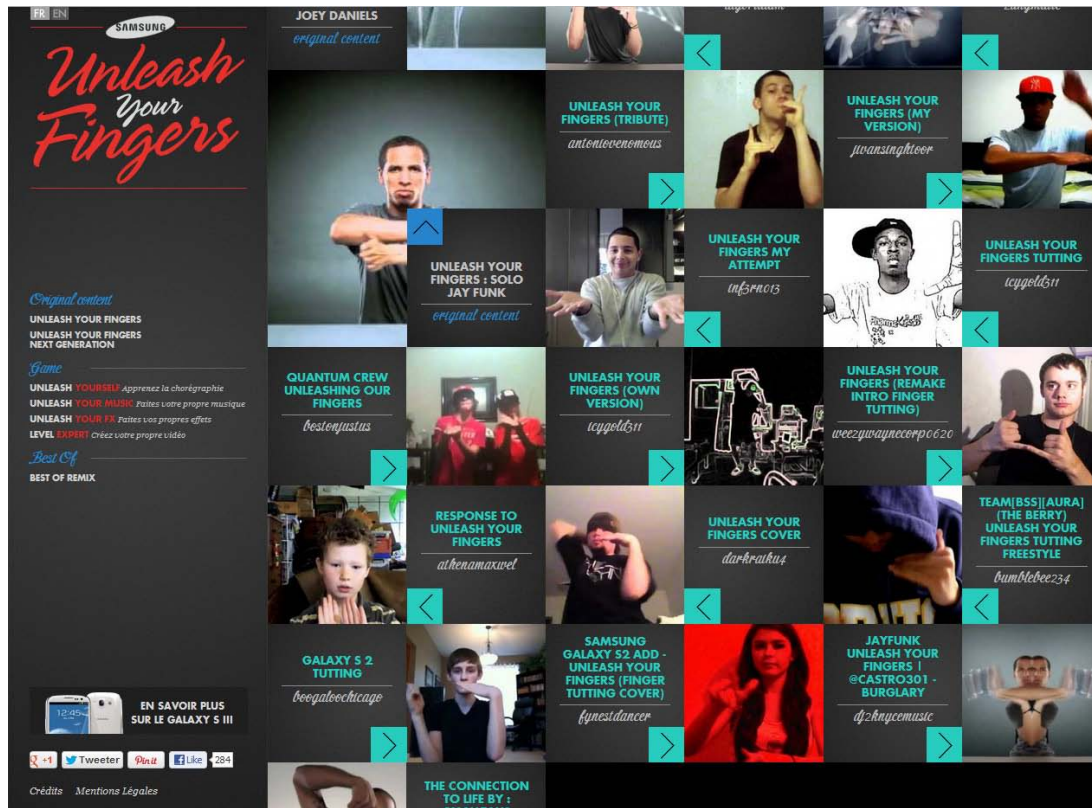 FR EN
SAMSUNG
Unleash
Your
Fingers
Original content
UNLEASH YOUR FINGERS
UNLEASH YOUR FINGERS
NEXT GENERATION
Game
UNLEASH YOURSELF Apprenez la chorégraphie
UNLEASH YOUR MUSIC Faites votre propre musique
UNLEASH YOUR FX Faites vos propres effets
LEVEL EXPERT Créez votre propre vidéo
Best Of
BEST OF REMIX
12:45
EN SAVOIR PLUS
SUR LE GALAXY S III
+1 Tweeter Pin it Like 284
Crédits Mentions Légales
JOEY DANIELS
original content
UNLEASH YOUR
FINGERS (TRIBUTE)
antoniovenomous
UNLEASH YOUR
FINGERS (MY
VERSION)
jivansinghtoor
UNLEASH YOUR
FINGERS : SOLO
JAY FUNK
original content
UNLEASH YOUR
FINGERS MY
ATTEMPT
inf3rn013
UNLEASH YOUR
FINGERS TUTTING
icygold311
QUANTUM CREW
UNLEASHING OUR
FINGERS
bostonjustus
UNLEASH YOUR
FINGERS (OWN
VERSION)
icygold311
UNLEASH YOUR
FINGERS (REMAKE
INTRO FINGER
TUTTING)
weezywaynecorp0620
RESPONSE TO
UNLEASH YOUR
FINGERS
athenamaxwel
UNLEASH YOUR
FINGERS COVER
darkraiku4
TEAM[BSS][AURA]
(THE BERRY)
UNLEASH YOUR
FINGERS TUTTING
FREESTYLE
bumblebee234
GALAXY S 2
TUTTING
boogaloochicago
SAMSUNG
GALAXY S2 ADD -
UNLEASH YOUR
FINGERS (FINGER
TUTTING COVER)
fynestdancer
JAYFUNK
UNLEASH YOUR
FINGERS |
@CASTRO301 -
BURGLARY
dj2knycemusic
THE CONNECTION
TO LIFE BY :